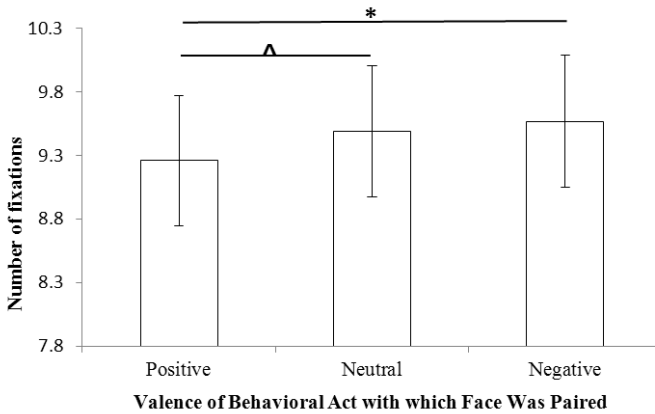 *
10.3
^
9.8
9.3
8.8
8.3
7.8
Number of fixations
Positive Neutral Negative
Valence of Behavioral Act with which Face Was Paired